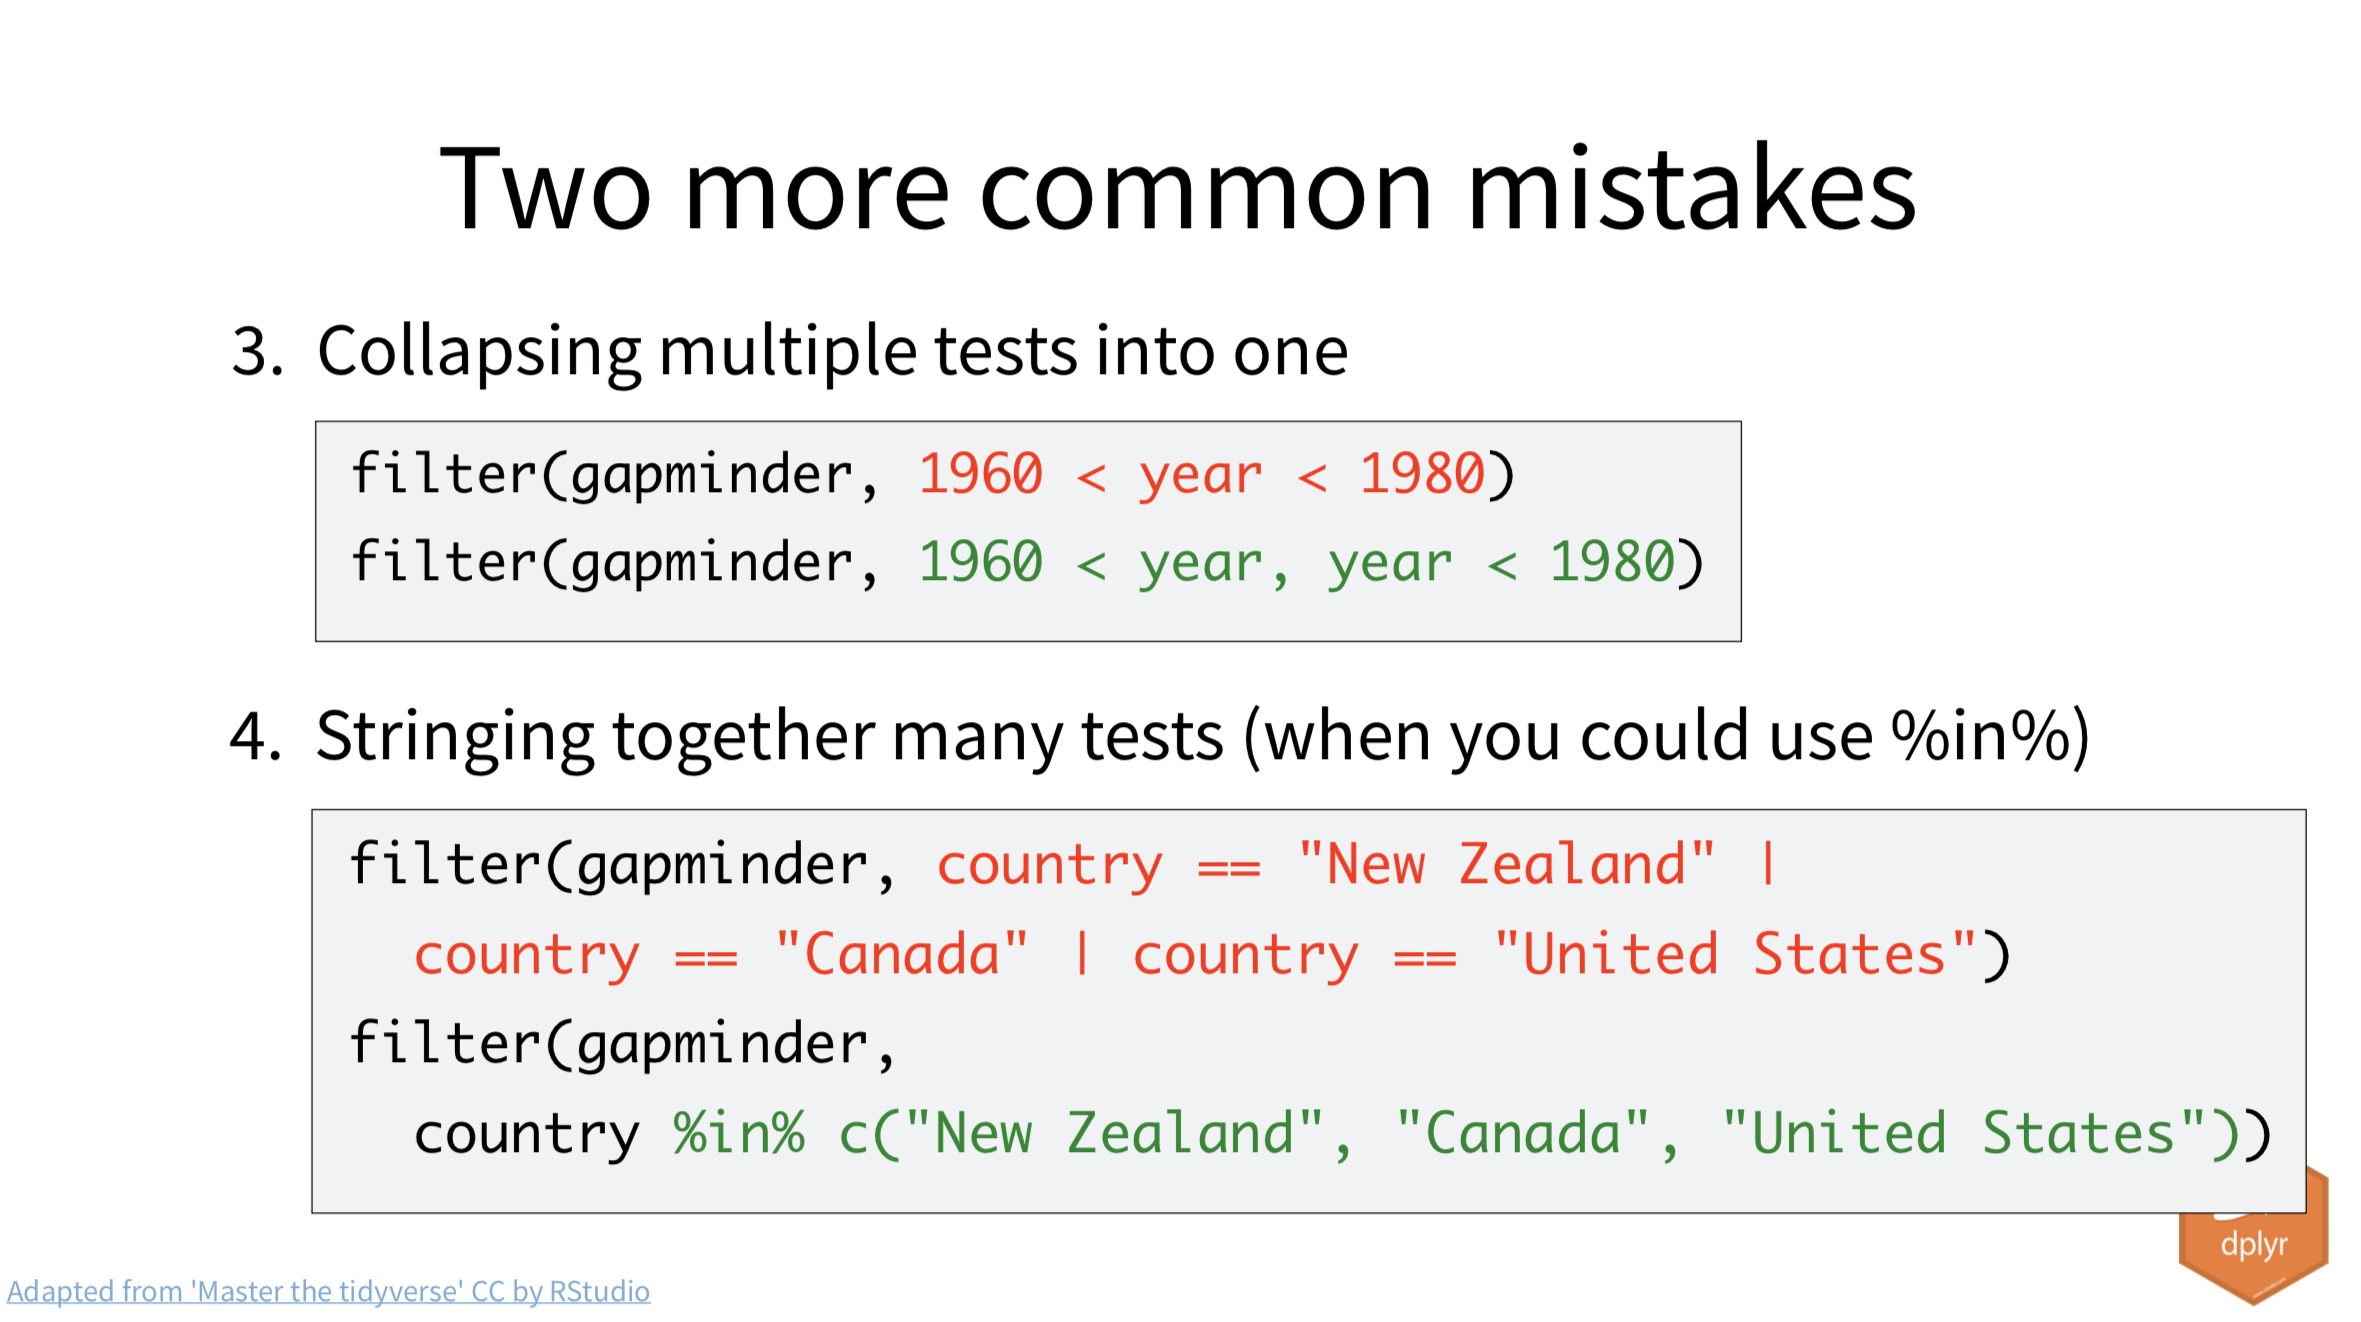 Two more common mistakes
3. Collapsing multiple tests into one
filter(gapminder, 1960 < year < 1980)
filter(gapminder, 1960 < year, year < 1980)
4. Stringing together many tests (when you could use %in%)
filter(gapminder, country == "New Zealand" |
country == "Canada" | country == "United States")
filter(gapminder,
country %in% c("New Zealand", "Canada", "United States"))
dplyr
Adapted from 'Master the tidyverse' CC by RStudio